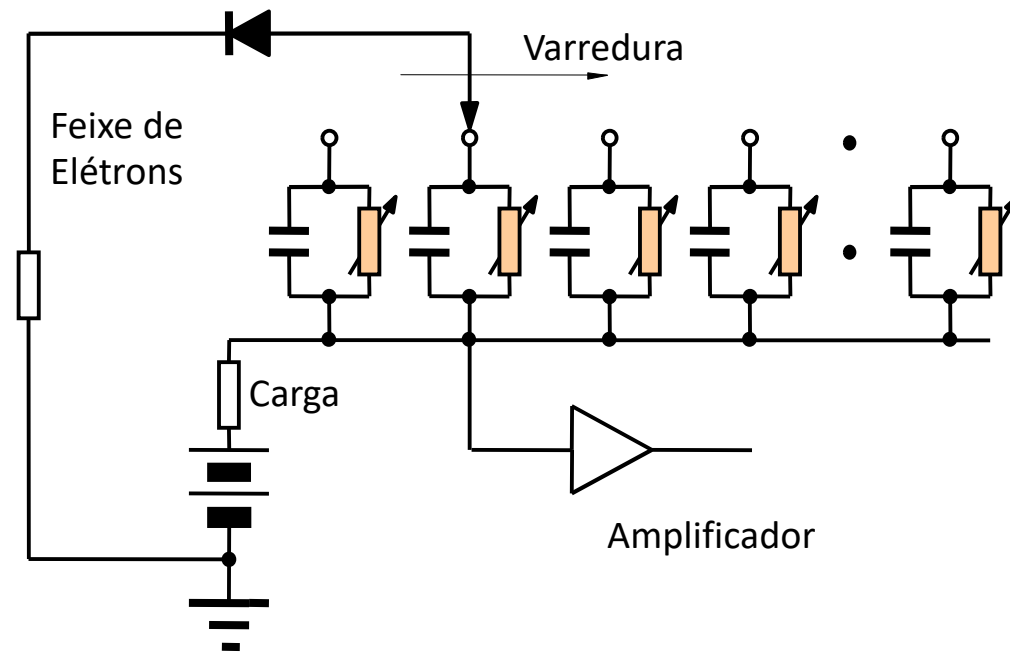 Varredura
Feixe de
Elétrons
Carga
Amplificador